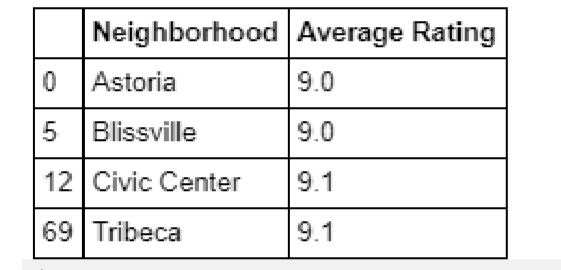 Neighborhood Average Rating
0 Astoria 9.0
5 Blissville 9.0
12 Civic Center 9.1
69 Tribeca 9.1